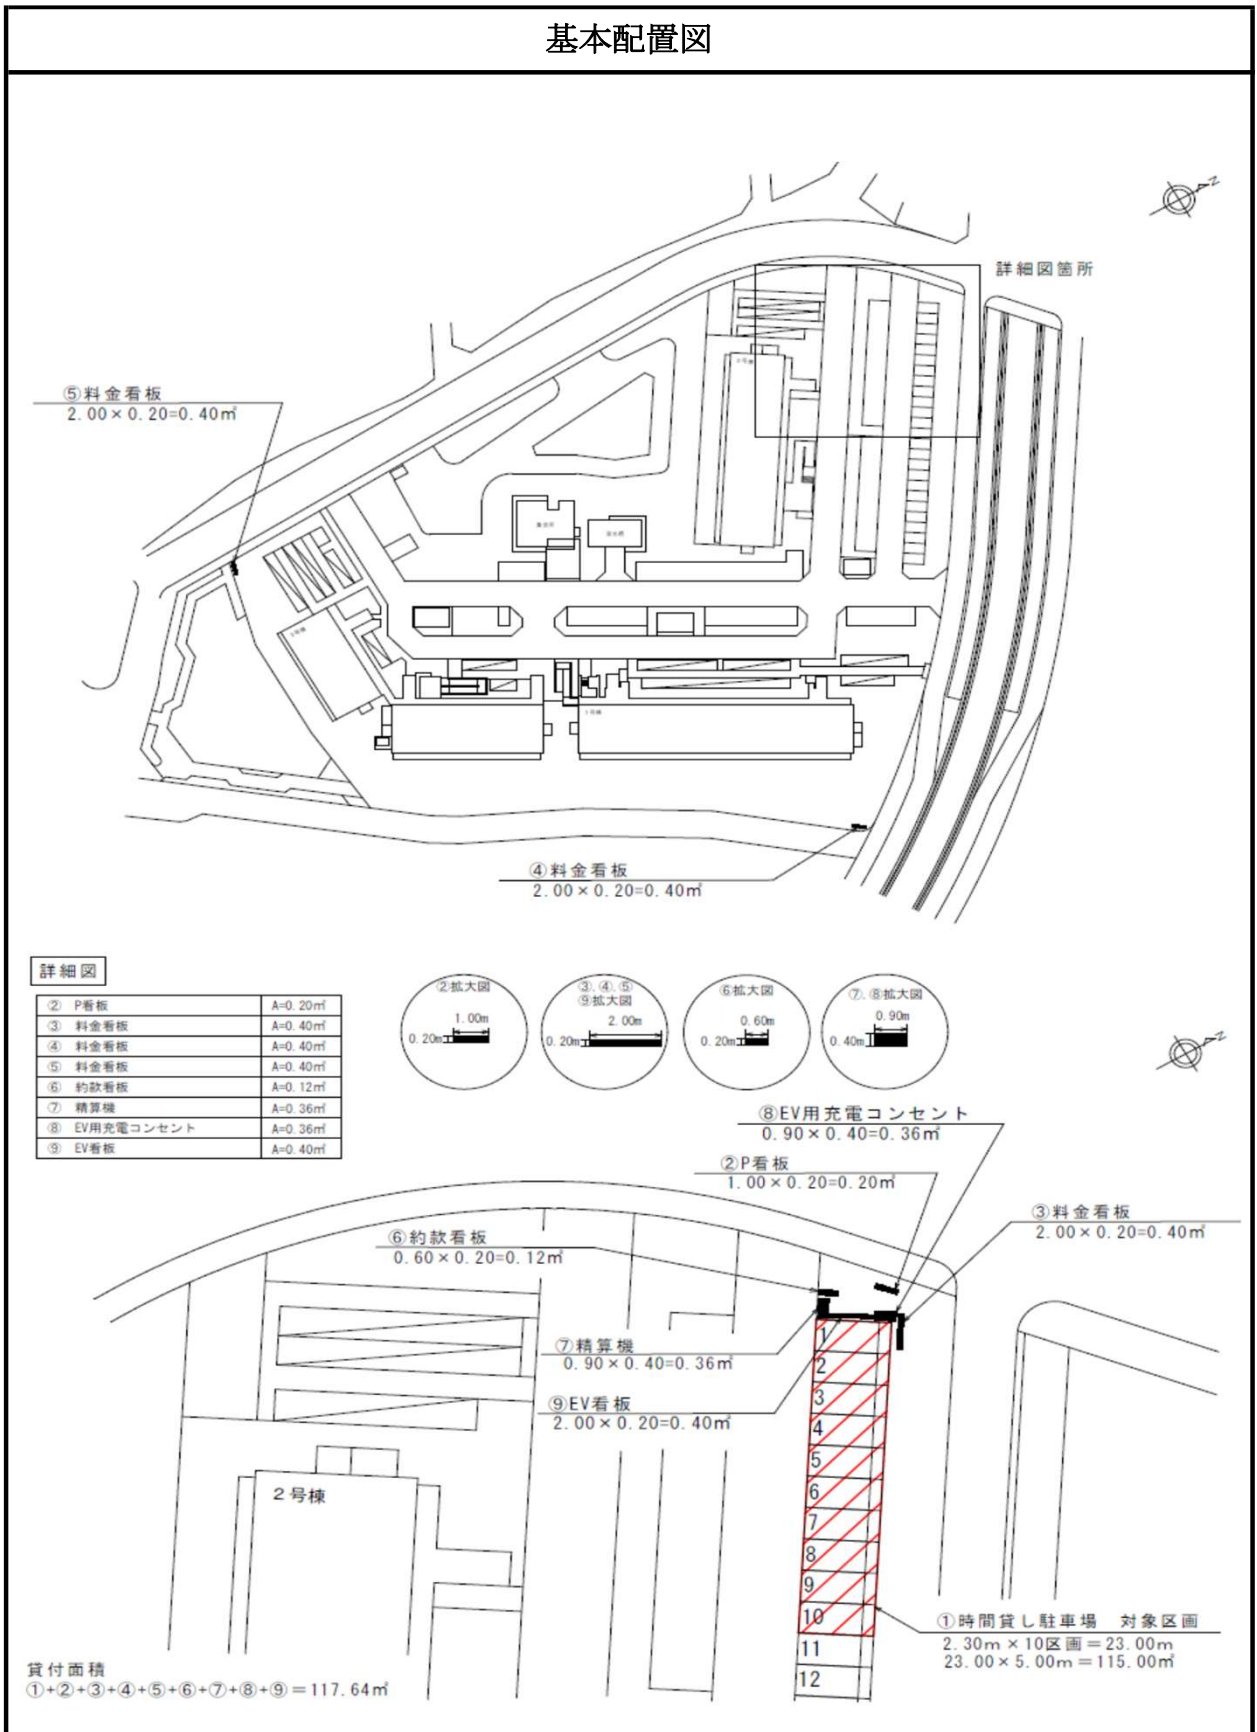 基本配置図
N
詳細図箇所
⑤料金看板
2.00×0.20=0.40㎡
2号棟
集会所
3号棟
1号棟
④料金看板
2.00×0.20=0.40㎡
詳細図
② P看板 A=0.20㎡
③ 料金看板 A=0.40㎡
④ 料金看板 A=0.40㎡
⑤ 料金看板 A=0.40㎡
⑥ 約款看板 A=0.12㎡
⑦ 精算機 A=0.36㎡
⑧ EV用充電コンセント A=0.36㎡
⑨ EV看板 A=0.40㎡
②拡大図
1.00m
0.20m
③.④.⑤
⑨拡大図
2.00m
0.20m
⑥拡大図
0.60m
0.20m
⑦.⑧拡大図
0.90m
0.40m
N
⑧EV用充電コンセント
0.90×0.40=0.36㎡
②P看板
1.00×0.20=0.20㎡
③料金看板
2.00×0.20=0.40㎡
⑥約款看板
0.60×0.20=0.12㎡
⑦精算機
0.90×0.40=0.36㎡
⑨EV看板
2.00×0.20=0.40㎡
2号棟
1
2
3
4
5
6
7
8
9
10
11
12
①時間貸し駐車場 対象区画
2.30m×10区画＝23.00m
23.00×5.00m＝115.00㎡
貸付面積
①+②+③+④+⑤+⑥+⑦+⑧+⑨＝117.64㎡